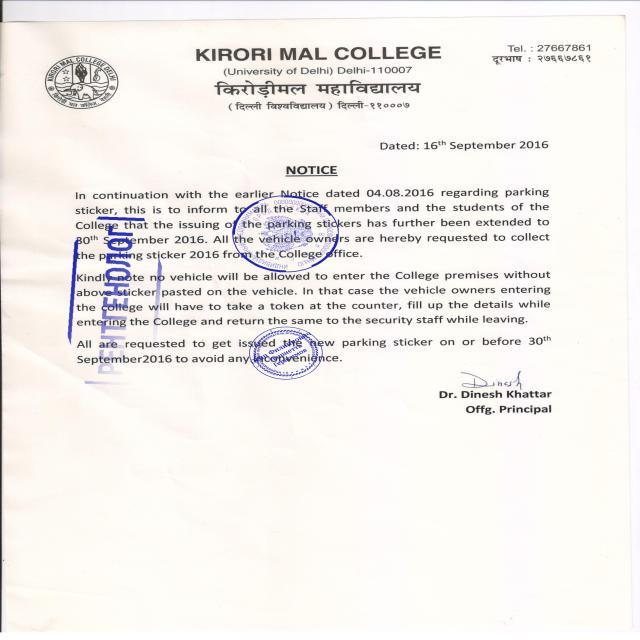 KIRORI MAL COLLEGE
(University of Delhi) Delhi-110007
किरोड़ीमल महाविद्यालय
( दिल्ली विश्वविद्यालय ) दिल्ली-११०००७
Tel. : 27667861
दूरभाष : २७६६७८६१
Dated: 16th September 2016
NOTICE
In continuation with the earlier Notice dated 04.08.2016 regarding parking
sticker, this is to inform to all the Staff members and the students of the
College that the issuing of the parking stickers has further been extended to
30th September 2016. All the vehicle owners are hereby requested to collect
the parking sticker 2016 from the College office.
Kindly note no vehicle will be allowed to enter the College premises without
above sticker pasted on the vehicle. In that case the vehicle owners entering
the college will have to take a token at the counter, fill up the details while
entering the College and return the same to the security staff while leaving.
All are requested to get issued the new parking sticker on or before 30th
September2016 to avoid any inconvenience.
РЕНТГЕНОЛОГ
Dinesh
Dr. Dinesh Khattar
Offg. Principal